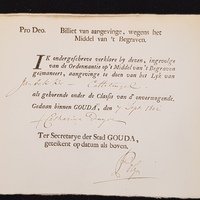 Pro Deo. Billiet van aangevinge, wegens het
Middel van 't Begraven.
IK ondergeschreve verklare by dezen, ingevolge
van de Ordonnantie op 't Middel van 't Begraven
geëmaneert, aangevinge te doen van het Lyk van
als gehorende onder de Classis van d' onvermogende.
Gedaan binnen GOUDA, den 7
Ter Secretarye der Stad GOUDA,
geteekent op datum als boven.